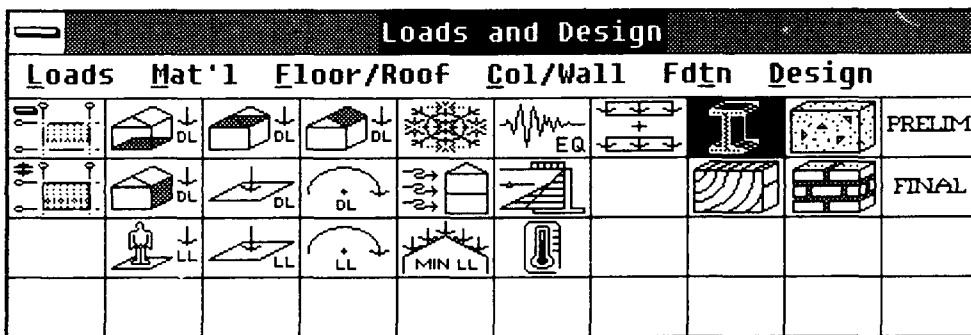 Loads and Design
Loads Mat'l Floor/Roof Col/Wall Fdtn Design
DL DL DL EQ PRELIM
DL DL DL FINAL
LL LL LL MIN LL